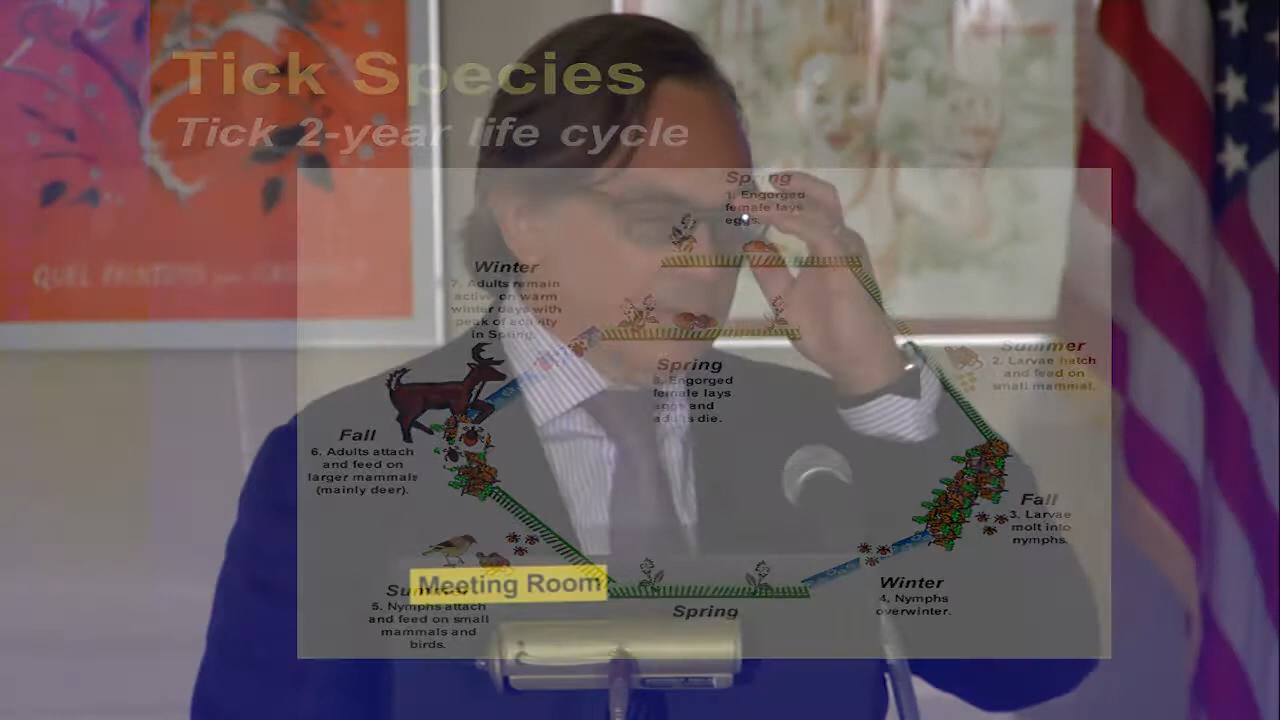 Tick Species
Tick 2-year life cycle
QUEL
Spring
1. Engorged
female lays
eggs.
Winter
7. Adults remain
active on warm
winter days with
peak of activity
in Spring.
Summer
2. Larvae hatch
and feed on
small mammal.
Spring
8. Engorged
female lays
eggs and
adults die.
Fall
6. Adults attach
and feed on
larger mammals
(mainly deer).
Fall
3. Larvae
molt into
nymphs.
Meeting Room
Summer
5. Nymphs attach
and feed on small
mammals and
birds.
Winter
4. Nymphs
overwinter.
Spring